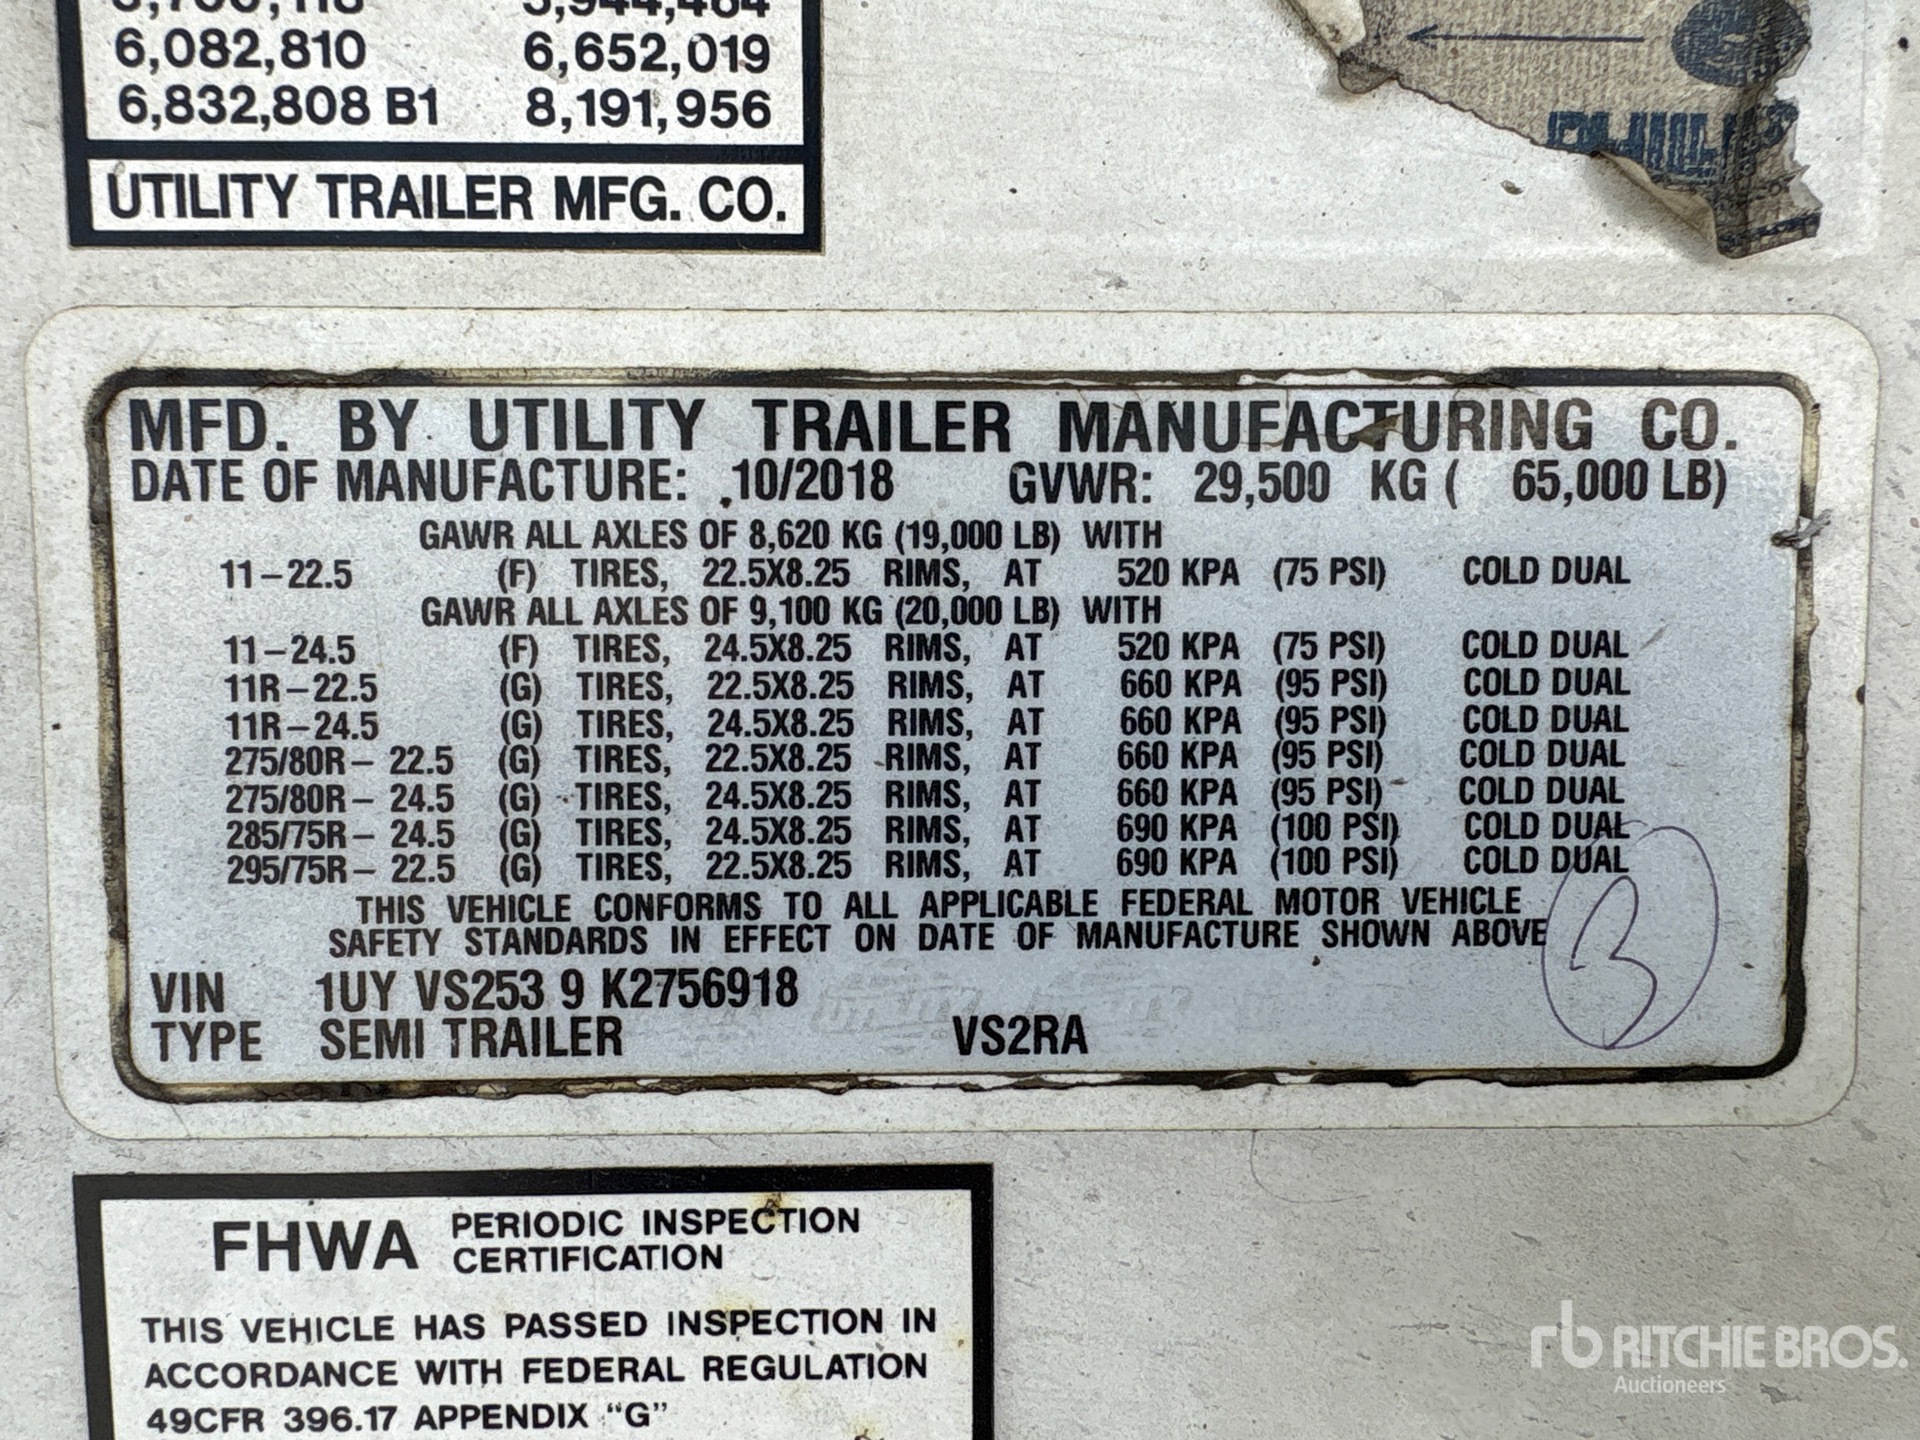 6,082,810 6,652,019
6,832,808 B1 8,191,956
UTILITY TRAILER MFG. CO.
MFD. BY UTILITY TRAILER MANUFACTURING CO.
DATE OF MANUFACTURE: 10/2018 GVWR: 29,500 KG ( 65,000 LB)
GAWR ALL AXLES OF 8,620 KG (19,000 LB) WITH
11-22.5 (F) TIRES, 22.5X8.25 RIMS, AT 520 KPA (75 PSI) COLD DUAL
GAWR ALL AXLES OF 9,100 KG (20,000 LB) WITH
11-24.5 (F) TIRES, 24.5X8.25 RIMS, AT 520 KPA (75 PSI) COLD DUAL
11R-22.5 (G) TIRES, 22.5X8.25 RIMS, AT 660 KPA (95 PSI) COLD DUAL
11R-24.5 (G) TIRES, 24.5X8.25 RIMS, AT 660 KPA (95 PSI) COLD DUAL
275/80R- 22.5 (G) TIRES, 22.5X8.25 RIMS, AT 660 KPA (95 PSI) COLD DUAL
275/80R- 24.5 (G) TIRES, 24.5X8.25 RIMS, AT 660 KPA (95 PSI) COLD DUAL
285/75R- 24.5 (G) TIRES, 24.5X8.25 RIMS, AT 690 KPA (100 PSI) COLD DUAL
295/75R- 22.5 (G) TIRES, 22.5X8.25 RIMS, AT 690 KPA (100 PSI) COLD DUAL
THIS VEHICLE CONFORMS TO ALL APPLICABLE FEDERAL MOTOR VEHICLE
SAFETY STANDARDS IN EFFECT ON DATE OF MANUFACTURE SHOWN ABOVE
3
VIN 1UY VS253 9 K2756918
TYPE SEMI TRAILER VS2RA
FHWA PERIODIC INSPECTION
CERTIFICATION
THIS VEHICLE HAS PASSED INSPECTION IN
ACCORDANCE WITH FEDERAL REGULATION
49CFR 396.17 APPENDIX "G"
rb RITCHIE BROS.
Auctioneers